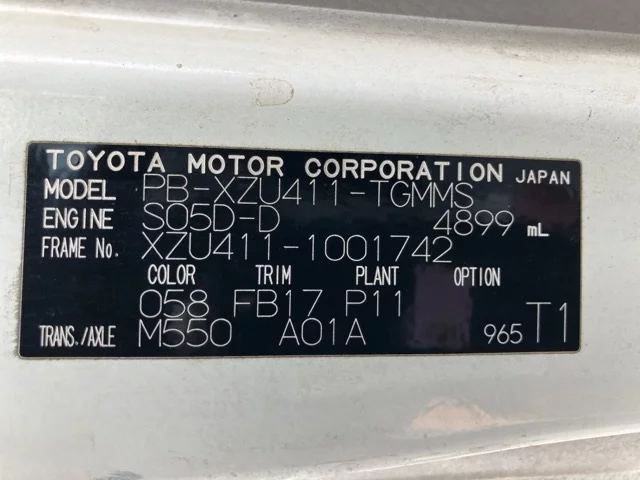 TOYOTA MOTOR CORPORATION JAPAN
MODEL PB-XZU411-TGMMS
ENGINE S05D-D 4899 mL
FRAME No. XZU411-1001742
COLOR TRIM PLANT OPTION
058 FB17 P11
TRANS./AXLE M550 A01A 965 T1